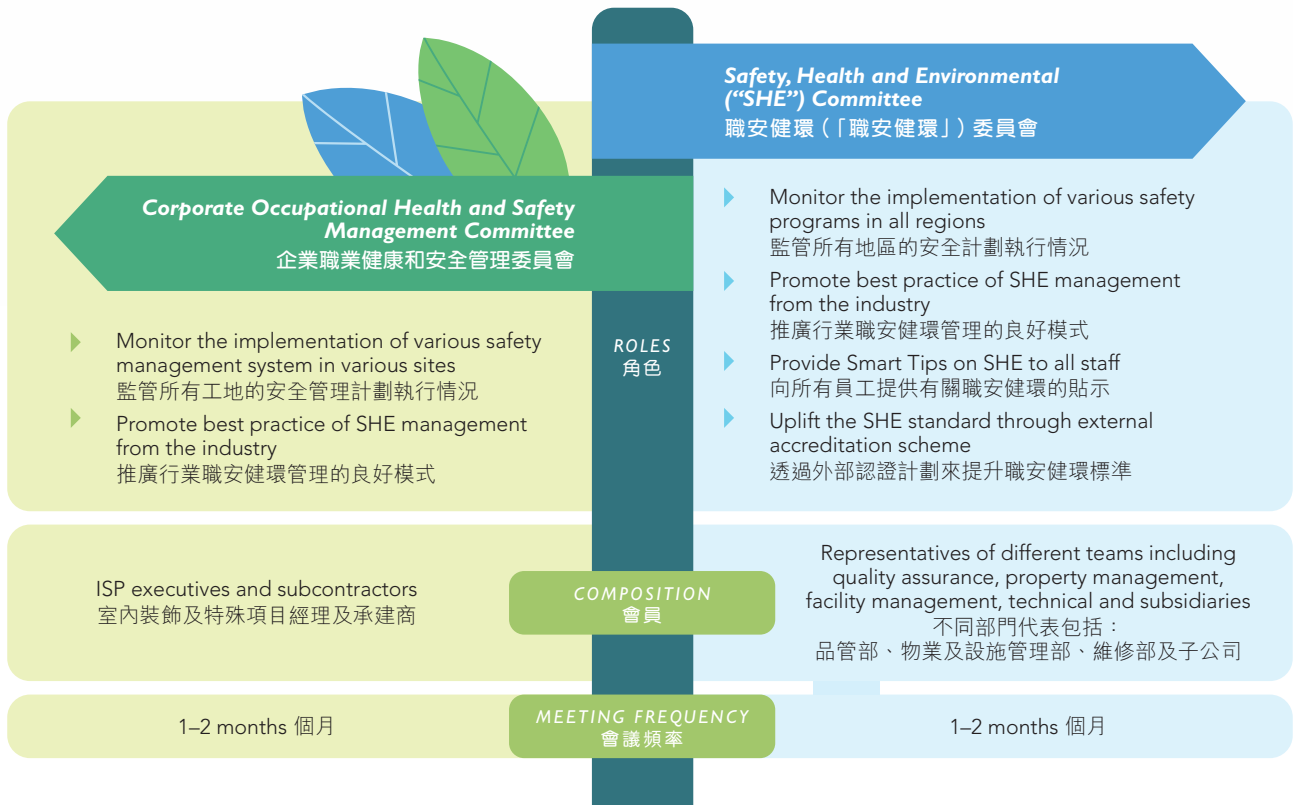 Safety, Health and Environmental
(“SHE”) Committee
職安健環(「職安健環」)委員會
Corporate Occupational Health and Safety
Management Committee
企業職業健康和安全管理委員會
ROLES
角色
Monitor the implementation of various safety
management system in various sites
監管所有工地的安全管理計劃執行情況
Promote best practice of SHE management
from the industry
推廣行業職安健環管理的良好模式
Monitor the implementation of various safety
programs in all regions
監管所有地區的安全計劃執行情況
Promote best practice of SHE management
from the industry
推廣行業職安健環管理的良好模式
Provide Smart Tips on SHE to all staff
向所有員工提供有關職安健環的貼示
Uplift the SHE standard through external
accreditation scheme
透過外部認證計劃來提升職安健環標準
ISP executives and subcontractors
室內裝飾及特殊項目經理及承建商
COMPOSITION
會員
Representatives of different teams including
quality assurance, property management,
facility management, technical and subsidiaries
不同部門代表包括：
品管部、物業及設施管理部、維修部及子公司
1–2 months 個月
MEETING FREQUENCY
會議頻率
1–2 months 個月